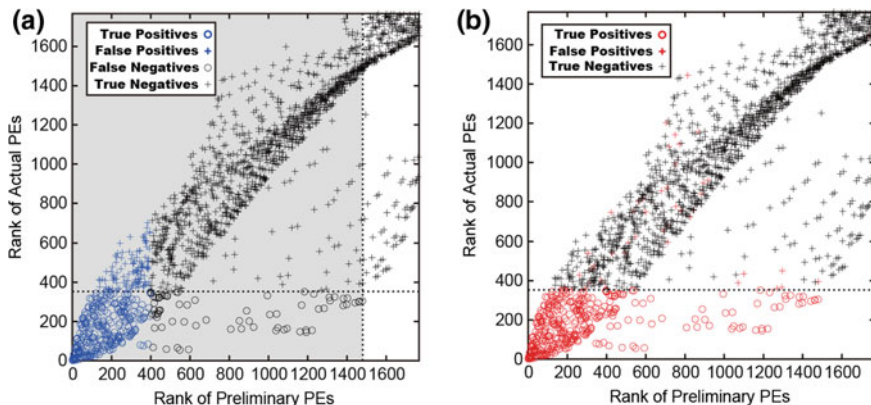 (a)
True Positives
False Positives
False Negatives
True Negatives
1600
1400
1200
1000
800
600
400
200
0
Rank of Actual PEs
0 200 400 600 800 1000 1200 1400 1600
Rank of Preliminary PEs
(b)
True Positives
False Positives
True Negatives
1600
1400
1200
1000
800
600
400
200
0
Rank of Actual PEs
0 200 400 600 800 1000 1200 1400 1600
Rank of Preliminary PEs